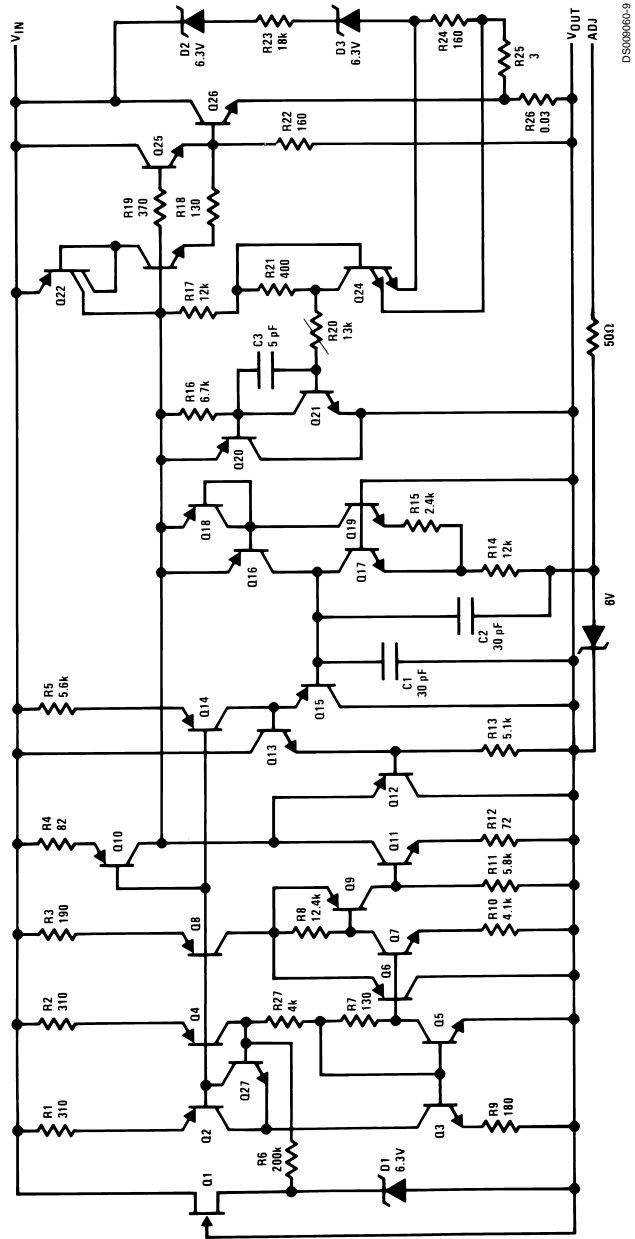 VIN
R1
310
R2
310
R3
190
R4
82
R5
5.6k
Q1
Q2
Q4
Q8
Q10
Q14
Q27
R6
200k
D1
6.3V
R27
4k
R7
130
Q3
Q5
R9
180
Q6
Q7
R8
12.4k
Q9
R10
4.1k
R11
5.8k
Q11
R12
72
Q12
Q13
R13
5.1k
Q15
C1
30 pF
C2
30 pF
Q16
Q18
Q17
Q19
R15
2.4k
R14
12k
6V
50Ω
Q20
R16
6.7k
Q21
C3
5 pF
R20
13k
R17
12k
R21
400
Q24
Q22
R19
370
R18
130
Q25
Q26
R22
160
D2
6.3V
R23
18k
D3
6.3V
R24
160
R25
3
R26
0.03
VOUT
ADJ
DS009060-9